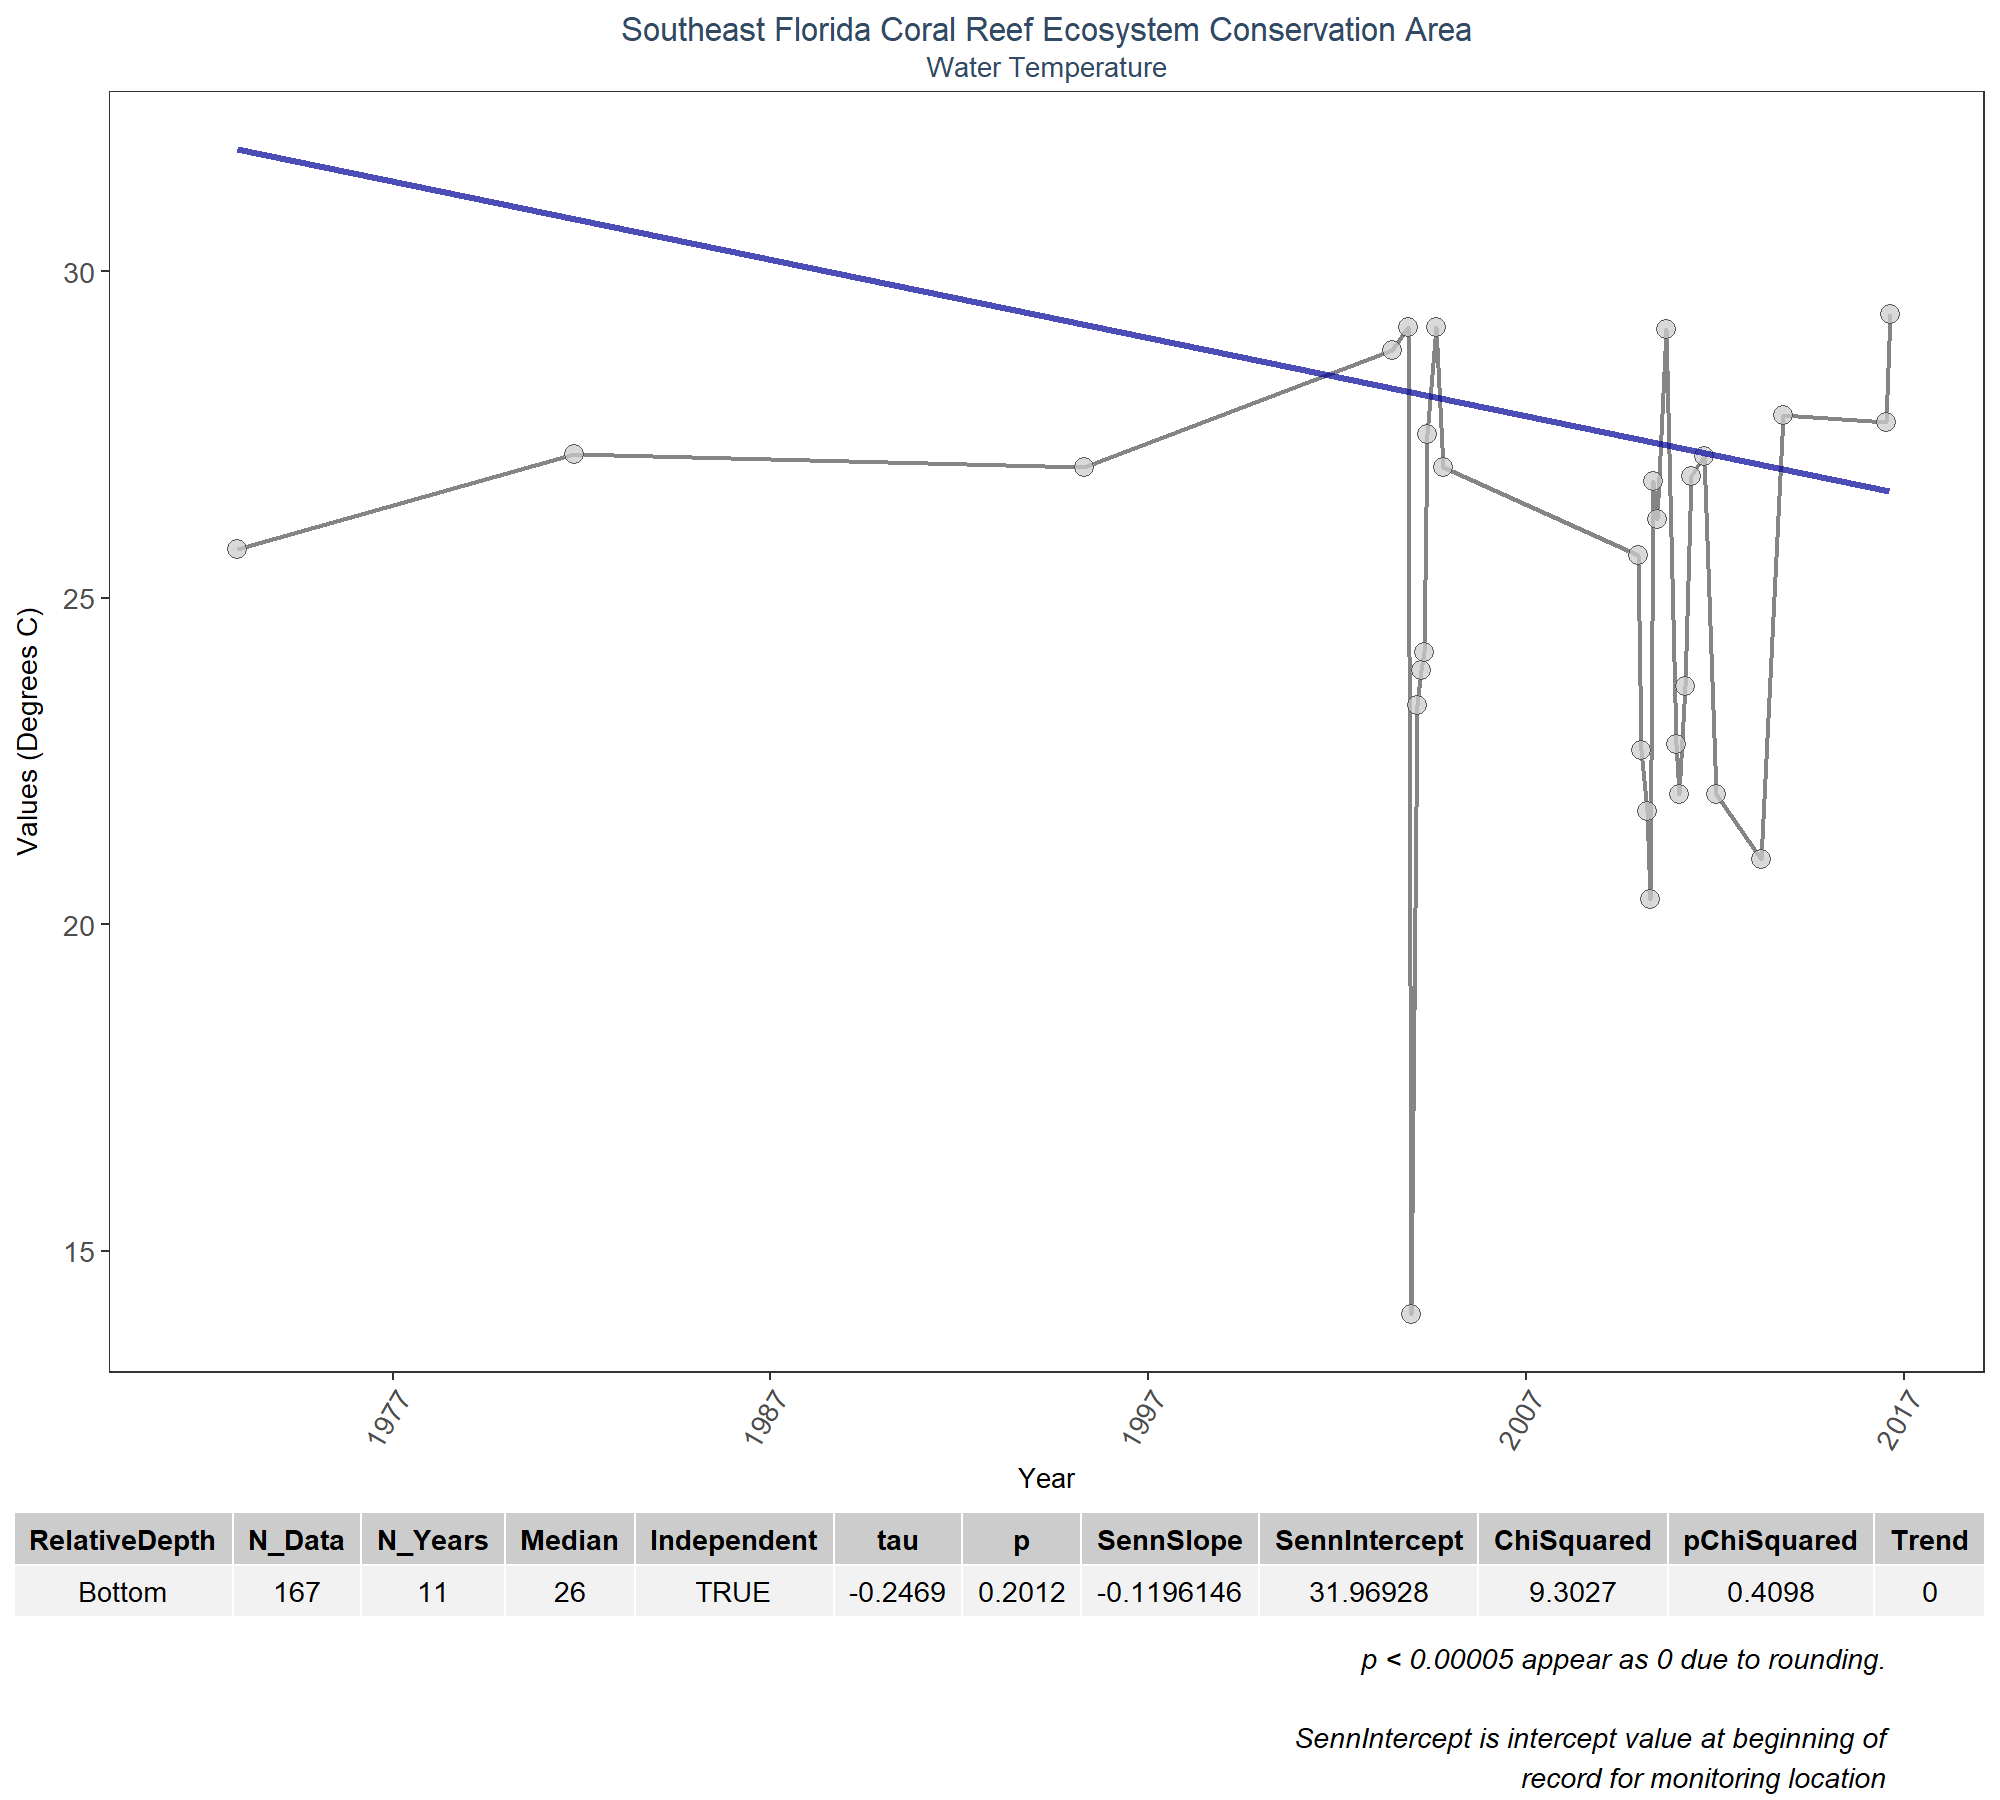 Southeast Florida Coral Reef Ecosystem Conservation Area
Water Temperature
Values (Degrees C)
30
25
20
15
1977
1987
1997
2007
2017
Year
RelativeDepth N_Data N_Years Median Independent tau p SennSlope SennIntercept ChiSquared pChiSquared Trend
Bottom 167 11 26 TRUE -0.2469 0.2012 -0.1196146 31.96928 9.3027 0.4098 0
p < 0.00005 appear as 0 due to rounding.
SennIntercept is intercept value at beginning of
record for monitoring location